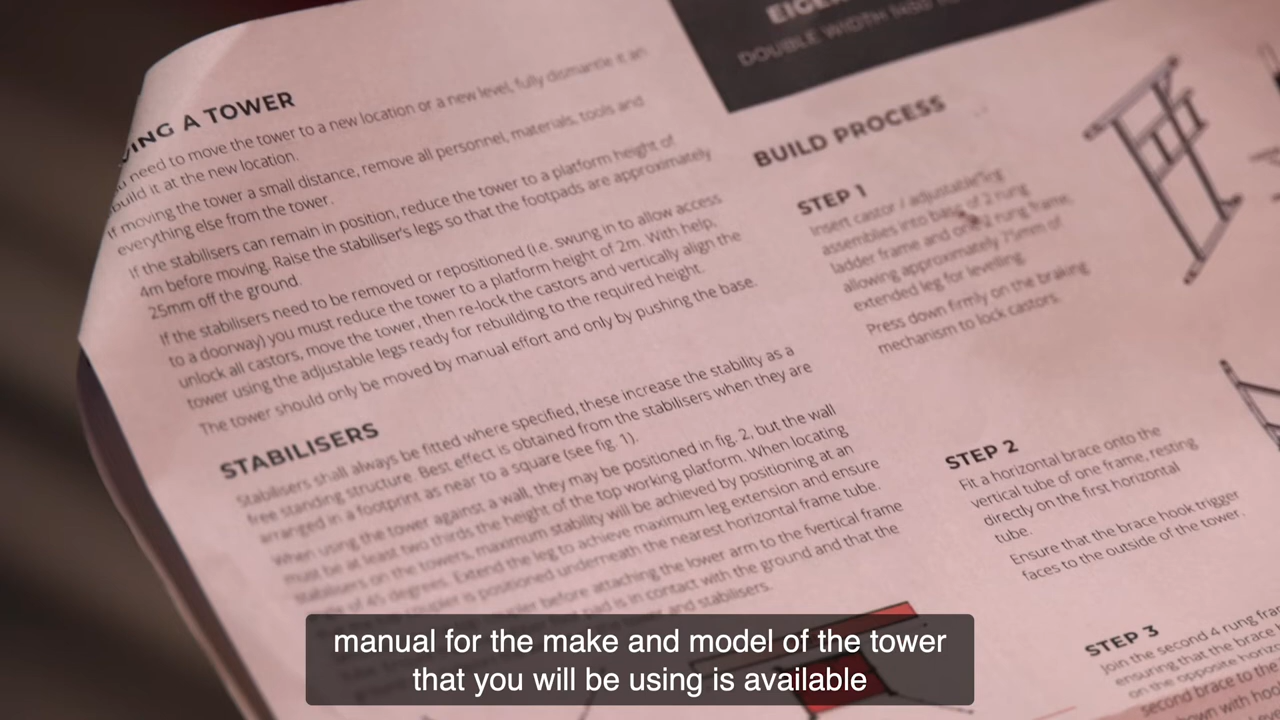 VING A TOWER
need to move the tower to a new location or a new level, fully dismantle it an
build it at the new location.
If moving the tower a small distance, remove all personnel, materials, tools and
everything else from the tower.
If the stabilisers can remain in position, reduce the tower to a platform height of
4m before moving. Raise the stabiliser's legs so that the footpads are approximately
25mm off the ground.
If the stabilisers need to be removed or repositioned (i.e. swung in to allow access
to a doorway) you must reduce the tower to a platform height of 2m. With help,
unlock all castors, move the tower, then re-lock the castors and vertically align the
tower using the adjustable legs ready for rebuilding to the required height.
The tower should only be moved by manual effort and only by pushing the base.
STABILISERS
Stabilisers shall always be fitted where specified, these increase the stability as a
free standing structure. Best effect is obtained from the stabilisers when they are
arranged in a footprint as near to a square (see fig. 1).
When using the tower against a wall, they may be positioned in fig. 2, but the wall
must be at least two thirds the height of the top working platform. When locating
stabilisers on the towers, maximum stability will be achieved by positioning at an
of 45 degrees. Extend the leg to achieve maximum leg extension and ensure
coupler is positioned underneath the nearest horizontal frame tube.
before attaching the lower arm to the fvertical frame
pad is in contact with the ground and that the
and stabilisers.
DOUBLE WIDTH
BUILD PROCESS
STEP 1
Insert castor / adjustable leg
assemblies into base of 2 rung
ladder frame and one 2 rung frame,
allowing approximately 75mm of
extended leg for levelling
Press down firmly on the braking
mechanism to lock castors.
STEP 2
Fit a horizontal brace onto the
vertical tube of one frame, resting
directly on the first horizontal
tube.
Ensure that the brace hook trigger
faces to the outside of the tower.
STEP 3
Join the second 4 rung fra
ensuring that the brace
on the opposite horizo
second brace to the
own with hoo
manual for the make and model of the tower
that you will be using is available